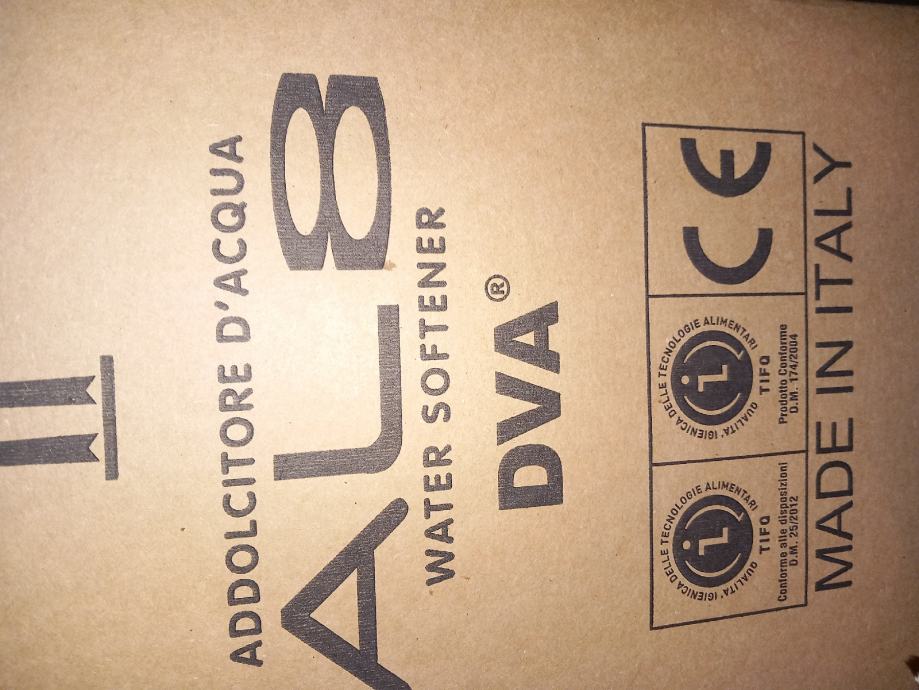 ADDOLCITORE D'ACQUA
AL8
WATER SOFTENER
DVA®
QUALITA' IGIENICA DELLE TECNOLOGIE ALIMENTARI
TIFQ
Conforme alle disposizioni
D.M. 25/2012
QUALITA' IGIENICA DELLE TECNOLOGIE ALIMENTARI
TIFQ
Prodotto Conforme
D.M. 174/2004
CE
MADE IN ITALY